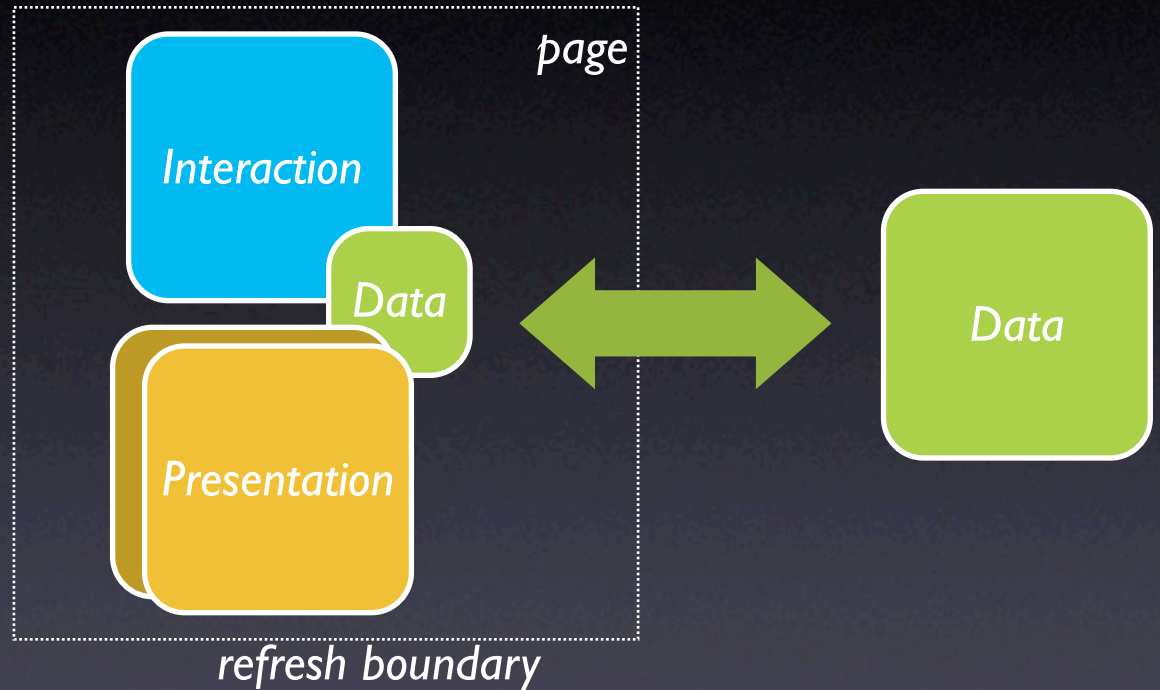 page
Interaction
Data
Data
Presentation
refresh boundary